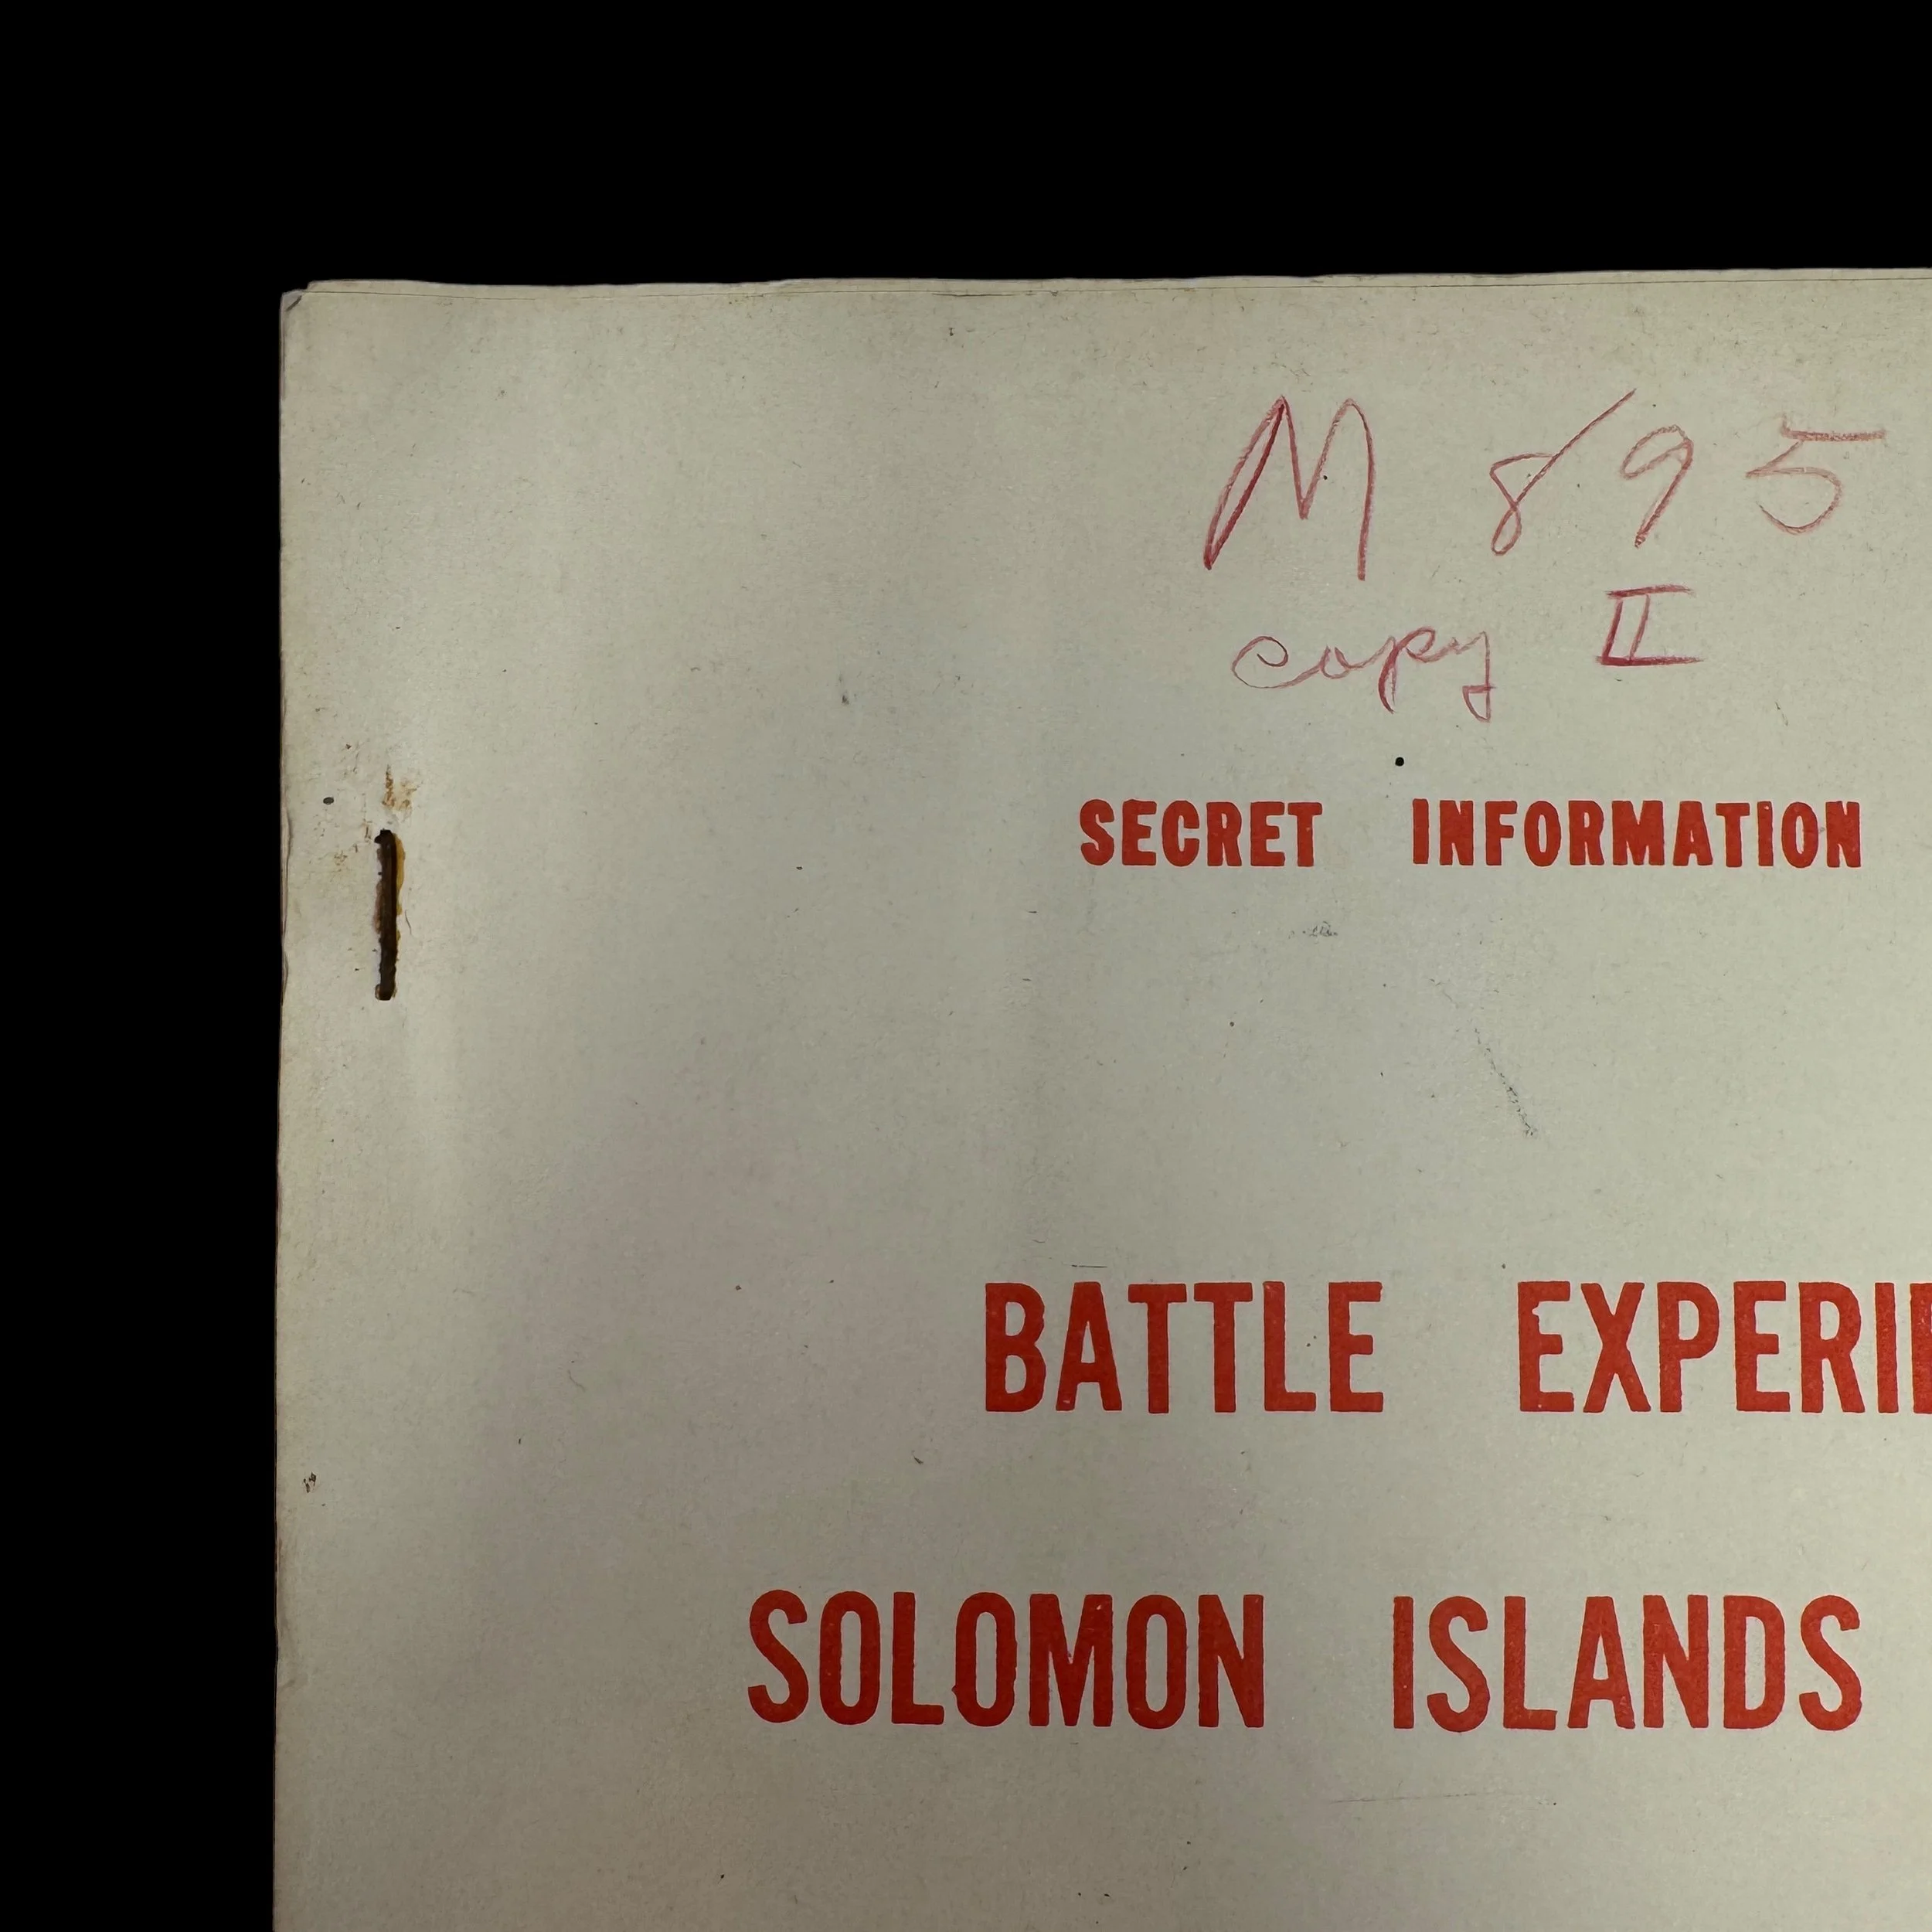 M 895
copy II
SECRET INFORMATION
BATTLE EXPERI
SOLOMON ISLANDS